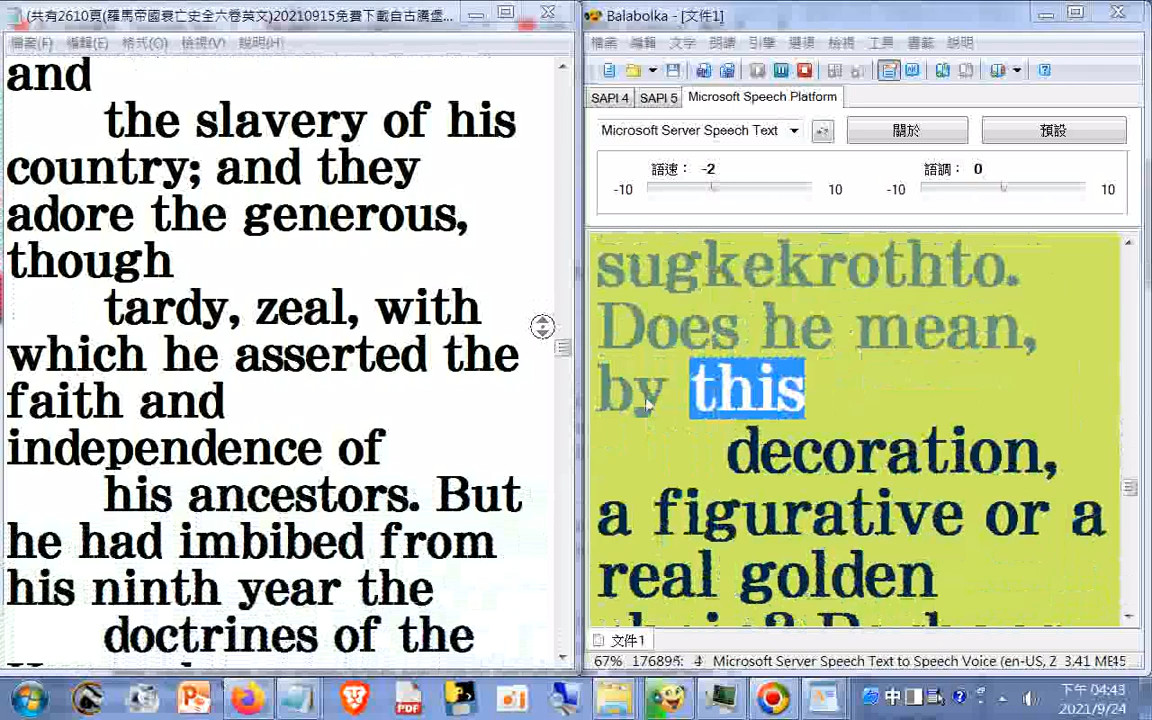 (共有2610頁(羅馬帝國衰亡史全六卷英文)20210915免費下載自古騰堡...
檔案(F) 編輯(E) 格式(O) 檢視(V) 說明(H)
and
the slavery of his
country; and they
adore the generous,
though
tardy, zeal, with
which he asserted the
faith and
independence of
his ancestors. But
he had imbibed from
his ninth year the
doctrines of the
Balabolka - [文件1]
檔案 編輯 文字 朗讀 引擎 選項 檢視 工具 書籤 說明
SAPI 4 SAPI 5 Microsoft Speech Platform
Microsoft Server Speech Text 關於 預設
語速: -2 語調: 0
-10 10 -10 10
sugkekrothto.
Does he mean,
by this
decoration,
a figurative or a
real golden
文件1
67% 176895: 4 Microsoft Server Speech Text to Speech Voice (en-US, Z 3.41 ME45
中 下午 04:43
2021/9/24